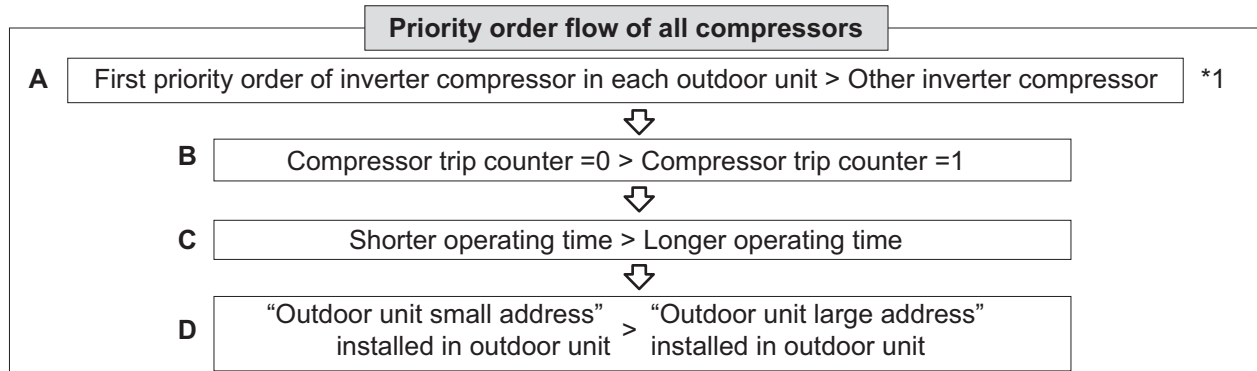 Priority order flow of all compressors
A First priority order of inverter compressor in each outdoor unit > Other inverter compressor *1
B Compressor trip counter =0 > Compressor trip counter =1
C Shorter operating time > Longer operating time
D “Outdoor unit small address” installed in outdoor unit > “Outdoor unit large address” installed in outdoor unit